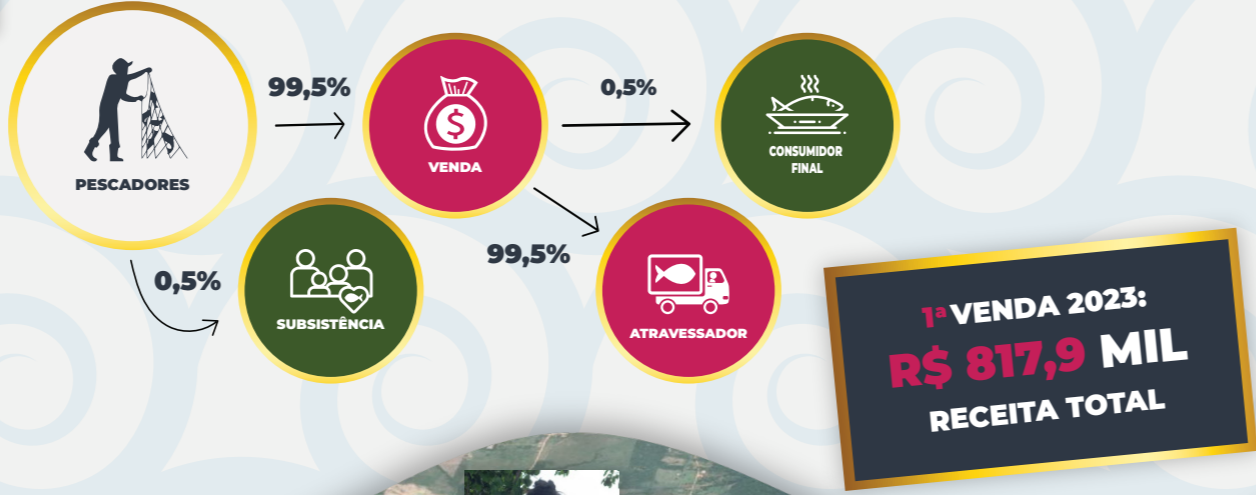 PESCADORES
99,5%
VENDA
0,5%
CONSUMIDOR
FINAL
0,5%
SUBSISTÊNCIA
99,5%
ATRAVESSADOR
1ª VENDA 2023:
R$ 817,9 MIL
RECEITA TOTAL